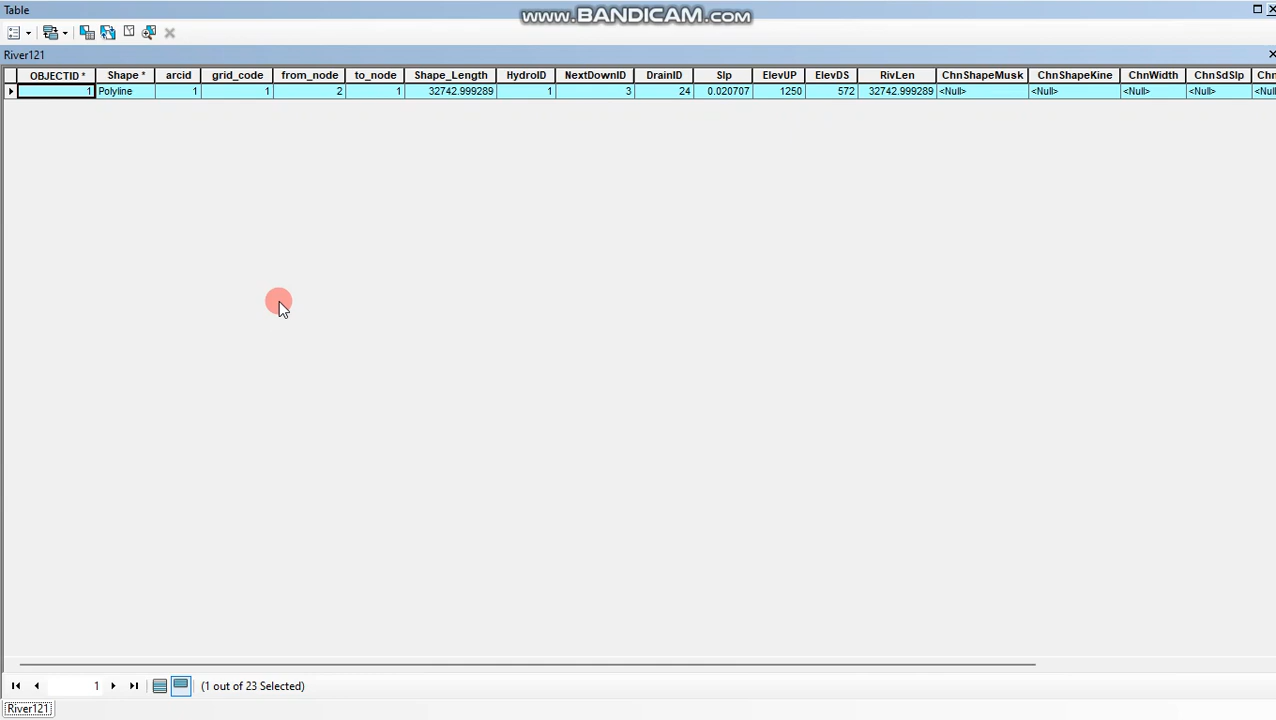 Table
www.BANDICAM.com
River121
OBJECTID * Shape * arcid grid_code from_node to_node Shape_Length HydroID NextDownID DrainID Slp ElevUP ElevDS RivLen ChnShapeMusk ChnShapeKine ChnWidth ChnSdSlp
1 Polyline 1 1 2 1 32742.999289 1 3 24 0.020707 1250 572 32742.999289 <Null> <Null> <Null> <Null>
1 (1 out of 23 Selected)
River121